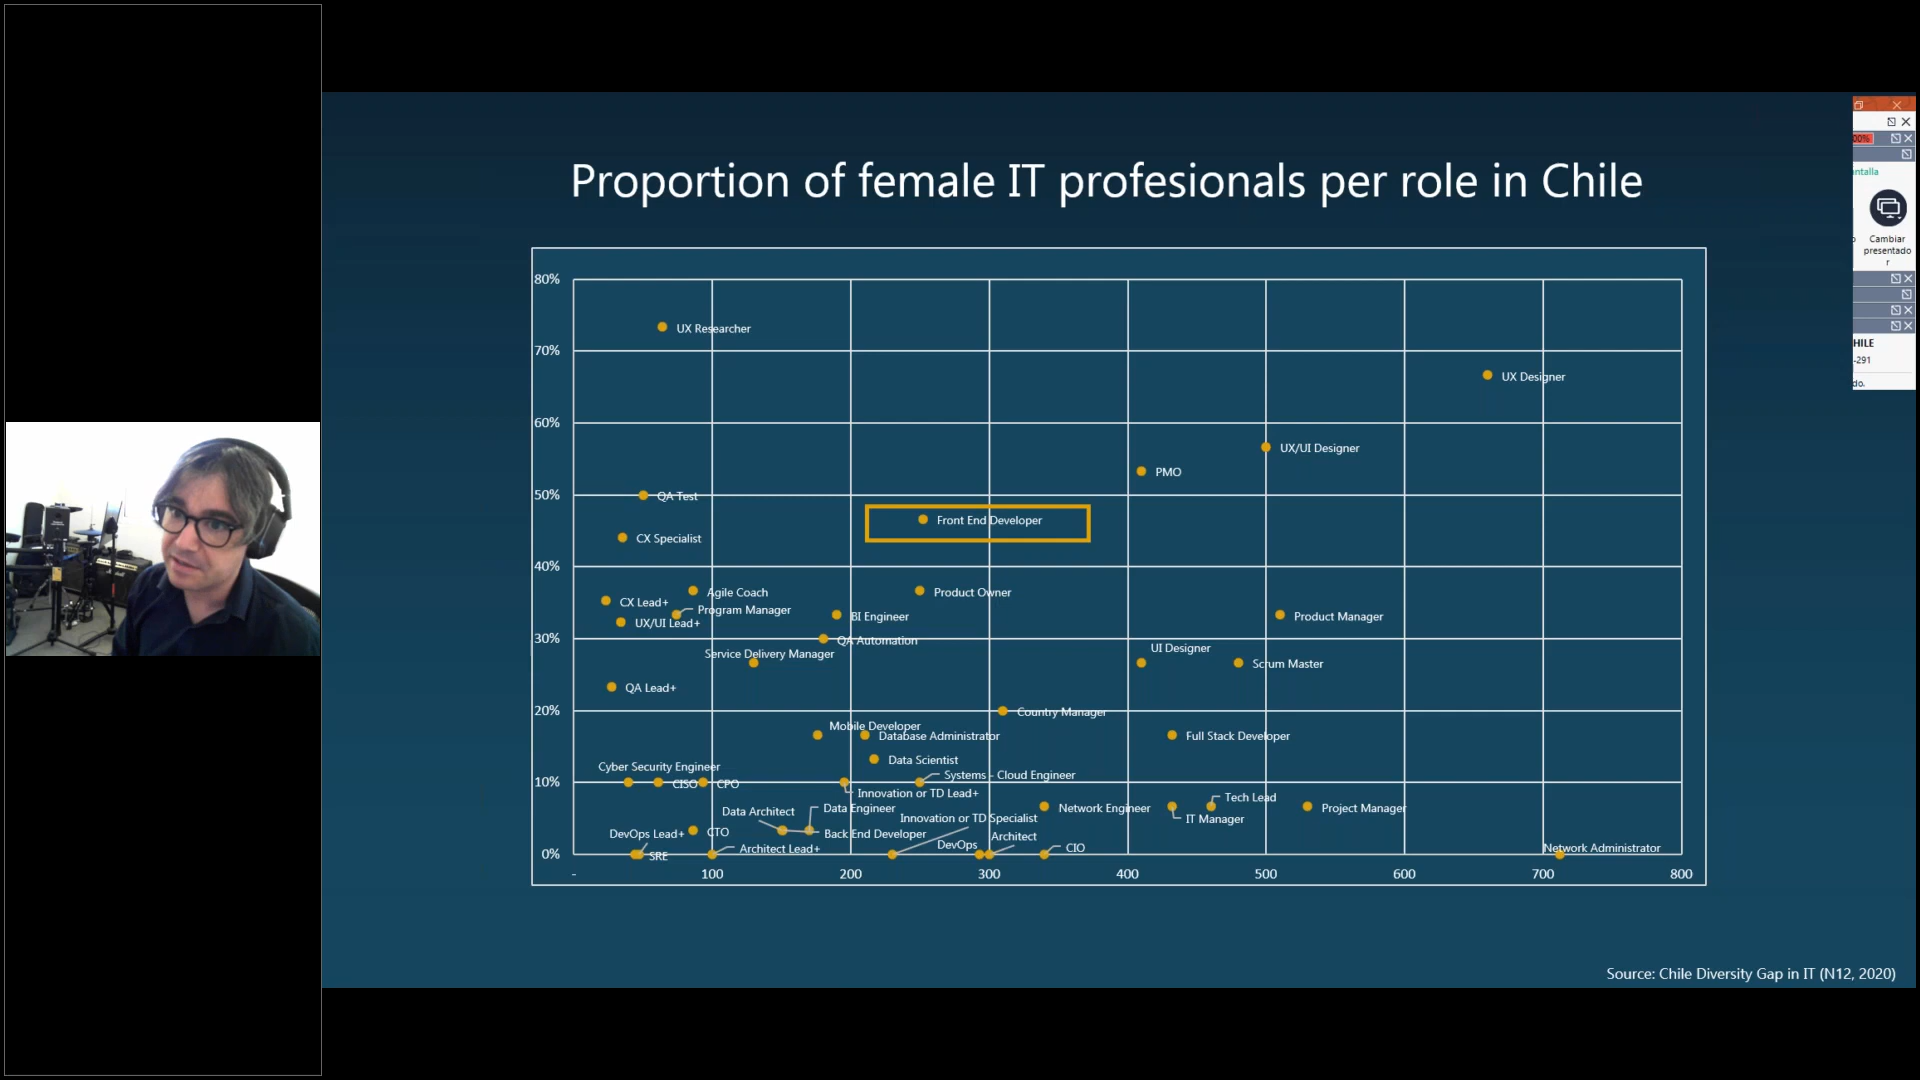 Proportion of female IT profesionals per role in Chile
80%
UX Researcher
70%
UX Designer
60%
UX/UI Designer
PMO
50%
QA Test
Front End Developer
CX Specialist
40%
Agile Coach
Product Owner
CX Lead+
Program Manager
BI Engineer
Product Manager
UX/UI Lead+
30%
QA Automation
Service Delivery Manager
UI Designer
Scrum Master
QA Lead+
20%
Country Manager
Mobile Developer
Database Administrator
Full Stack Developer
Data Scientist
Cyber Security Engineer
Systems - Cloud Engineer
10%
CISO
CPO
Innovation or TD Lead+
Tech Lead
Data Architect
Data Engineer
Network Engineer
Project Manager
Innovation or TD Specialist
IT Manager
DevOps Lead+
CTO
Back End Developer
Architect
DevOps
Architect Lead+
CIO
Network Administrator
0%
SRE
-
100
200
300
400
500
600
700
800
Source: Chile Diversity Gap in IT (N12, 2020)
00%
ntalla
Cambiar
presentado
r
HILE
-291
do.